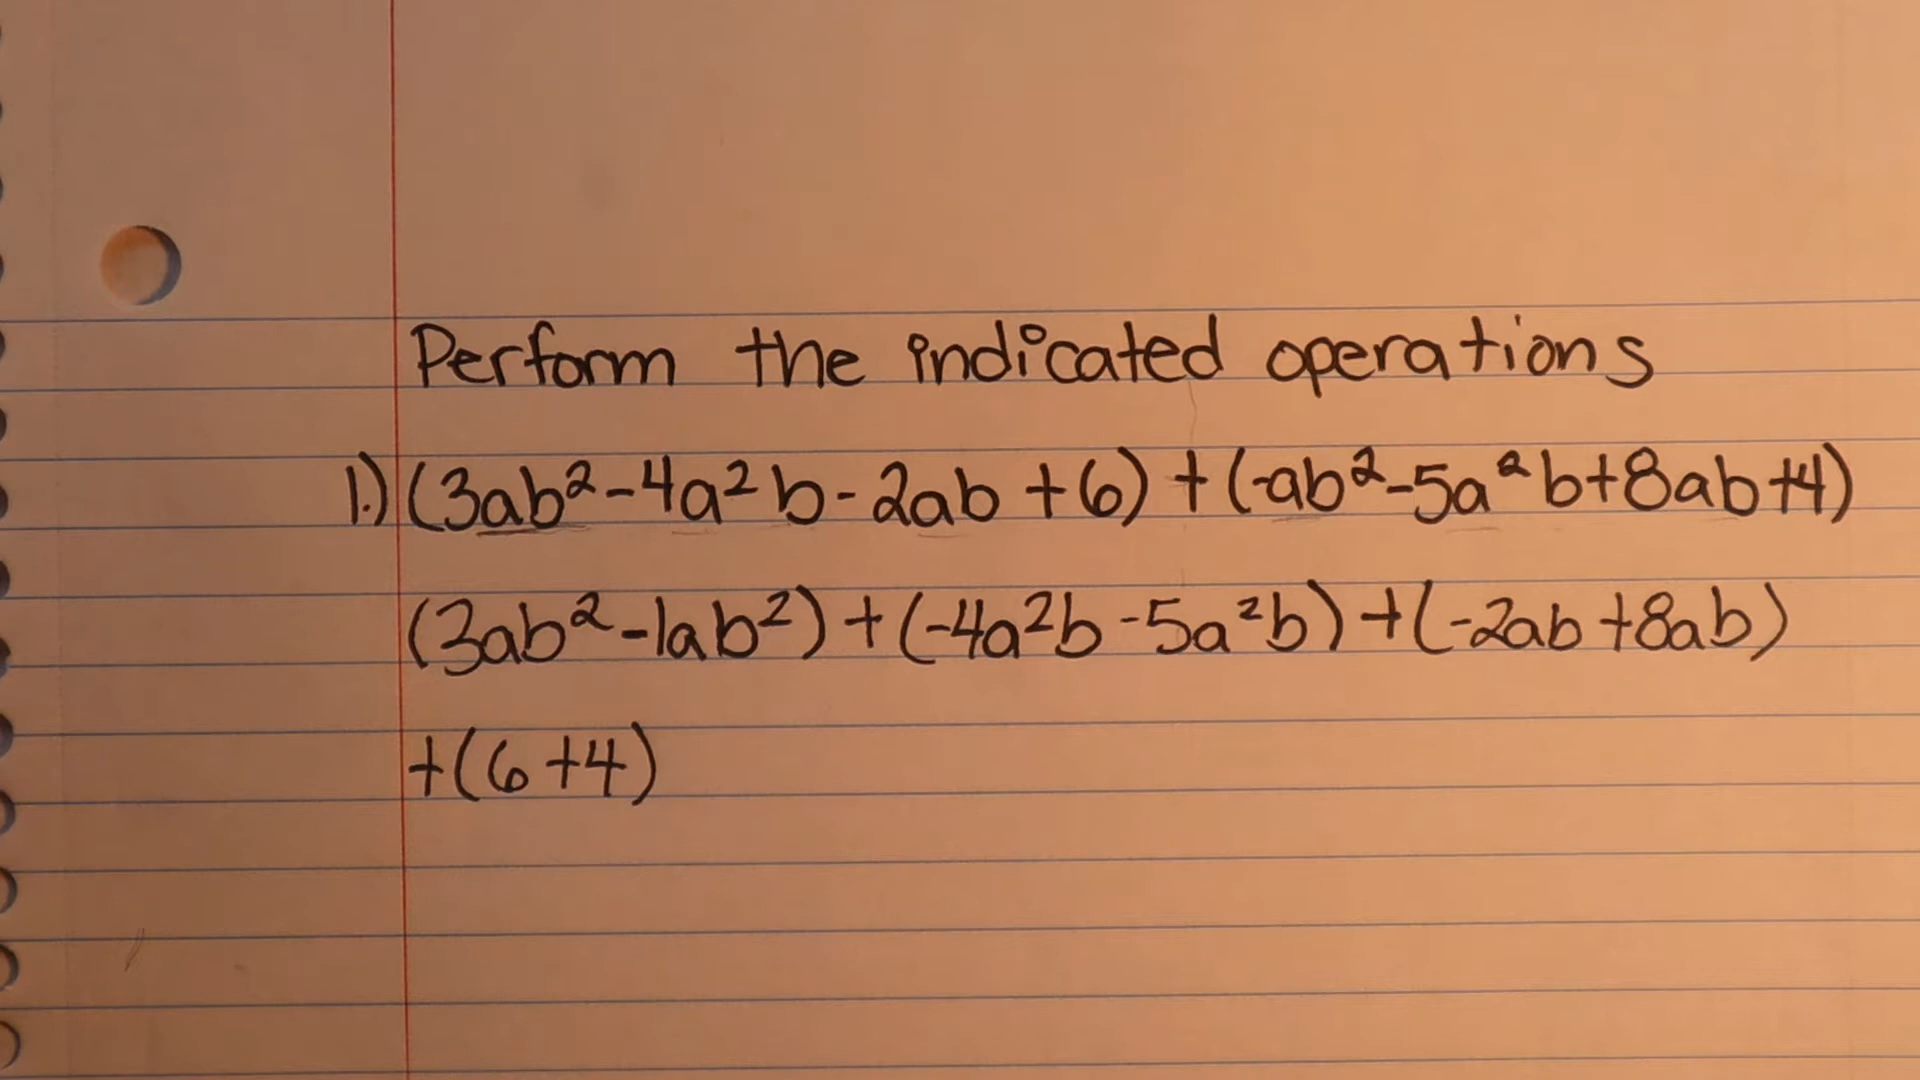 Perform the indicated operations
1.) (3ab²-4a²b-2ab+6)+(-ab²-5a²b+8ab+4)
(3ab²-1ab²)+(-4a²b-5a²b)+(-2ab+8ab)
+(6+4)